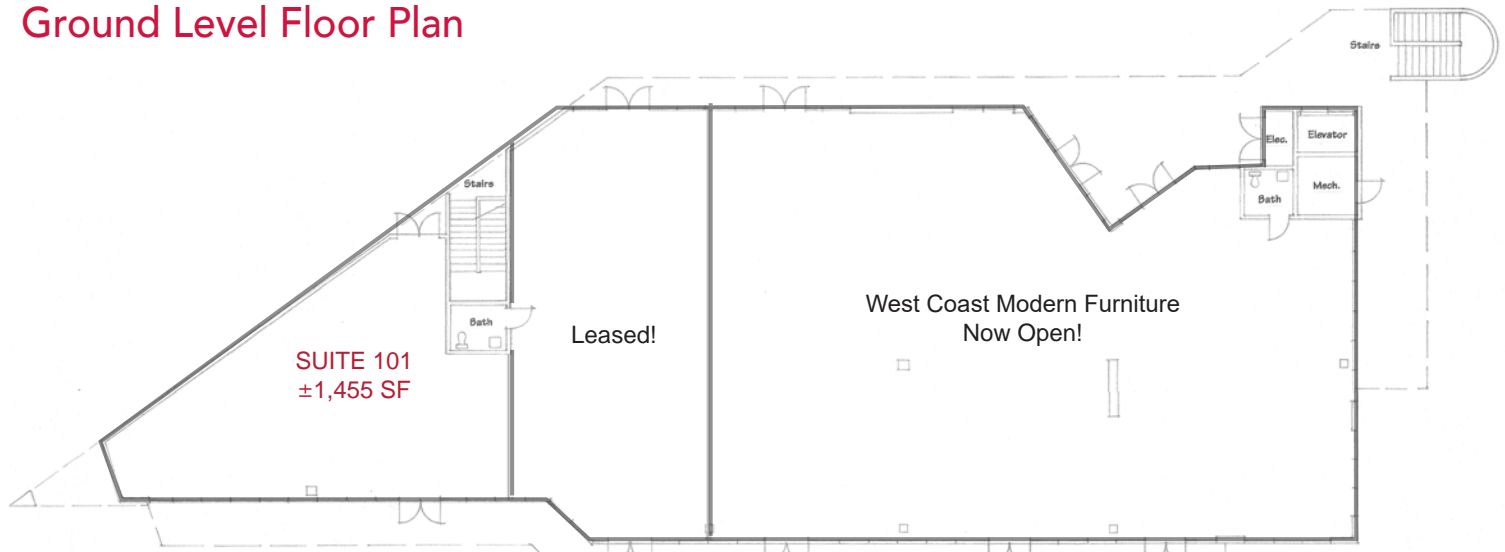 Ground Level Floor Plan
Stairs
Elec.
Elevator
Stairs
Bath
Mech.
Bath
Leased!
West Coast Modern Furniture
Now Open!
SUITE 101
±1,455 SF